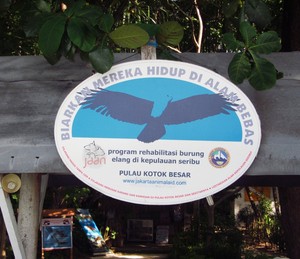 BIARKAN MEREKA HIDUP DI ALAM BEBAS
program rehabilitasi burung
elang di kepulauan seribu
PULAU KOTOK BESAR
www.jakartaanimalaid.com